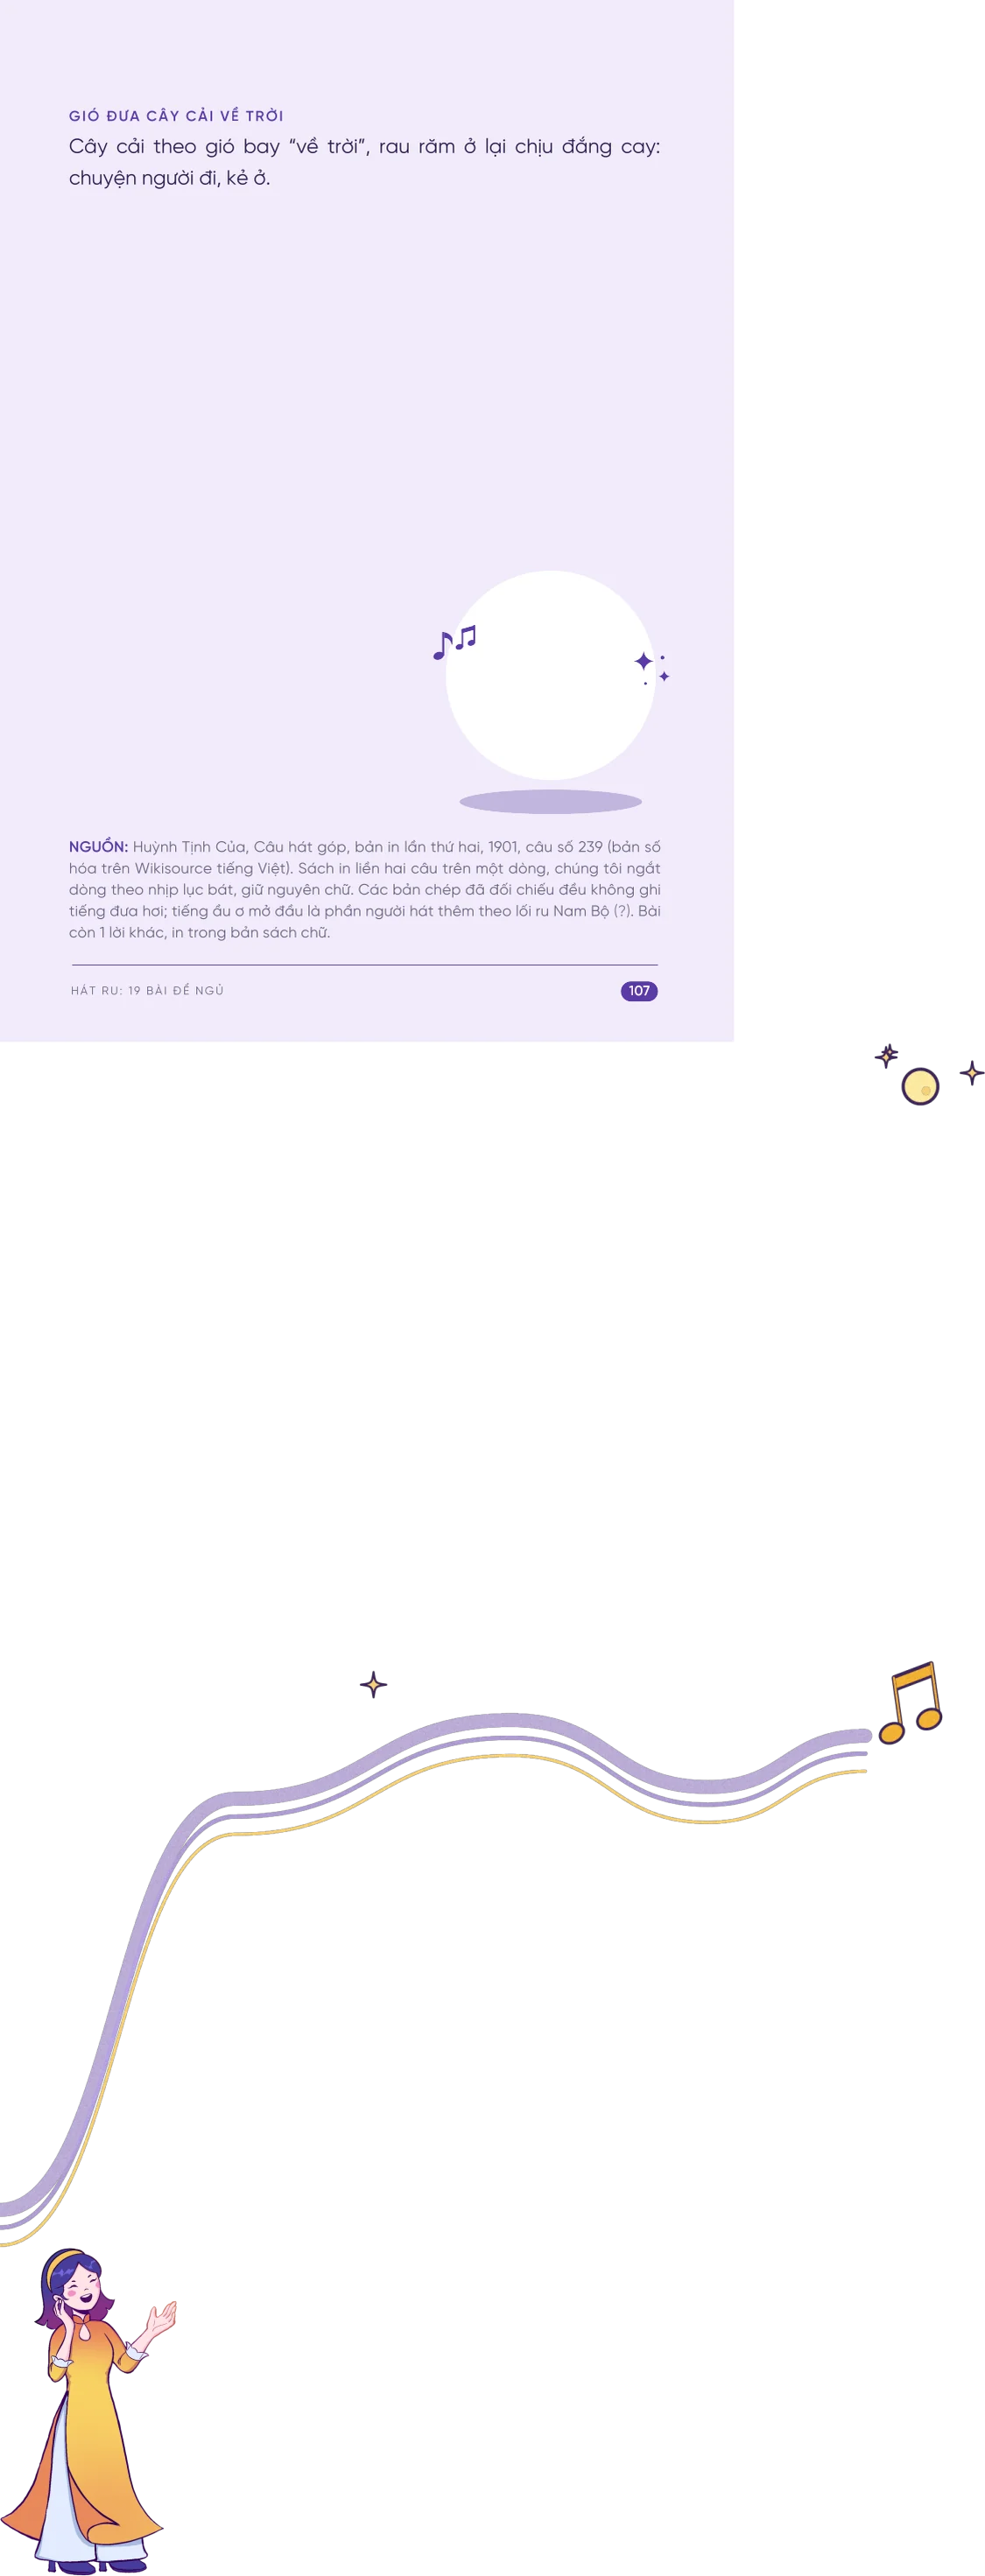 GIÓ ĐƯA CÂY CẢI VỀ TRỜI
Cây cải theo gió bay “về trời”, rau răm ở lại chịu đắng cay:
chuyện người đi, kẻ ở.
NGUỒN: Huỳnh Tịnh Của, Câu hát góp, bản in lần thứ hai, 1901, câu số 239 (bản số
hóa trên Wikisource tiếng Việt). Sách in liền hai câu trên một dòng, chúng tôi ngắt
dòng theo nhịp lục bát, giữ nguyên chữ. Các bản chép đã đối chiếu đều không ghi
tiếng đưa hơi; tiếng ầu ơ mở đầu là phần người hát thêm theo lối ru Nam Bộ (?). Bài
còn 1 lời khác, in trong bản sách chữ.
HÁT RU: 19 BÀI ĐỂ NGỦ
107